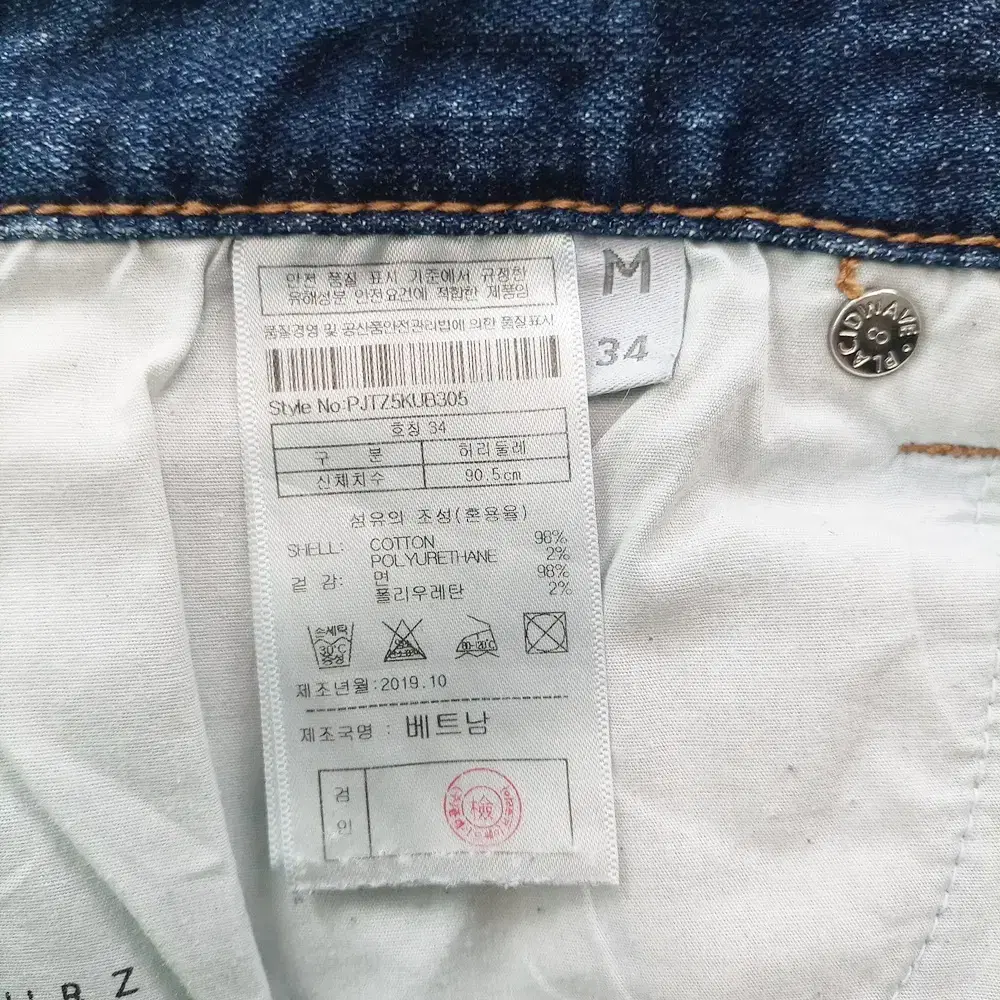 안전 품질 표시 기준에서 규정한
유해성분 안전요건에 적합한 제품임
품질경영 및 공산품안전관리법에 의한 품질표시
Style No:PJTZ5KUB305
호칭 34
구 분 허리둘레
신체치수 90.5cm
섬유의 조성(혼용율)
SHELL: COTTON 98%
POLYURETHANE 2%
겉 감: 면 98%
폴리우레탄 2%
손세탁
30℃
중성
80-120℃
제조년월:2019.10
제조국명 : 베트남
검
인
檢
M
34
PLACIDWAVE
8